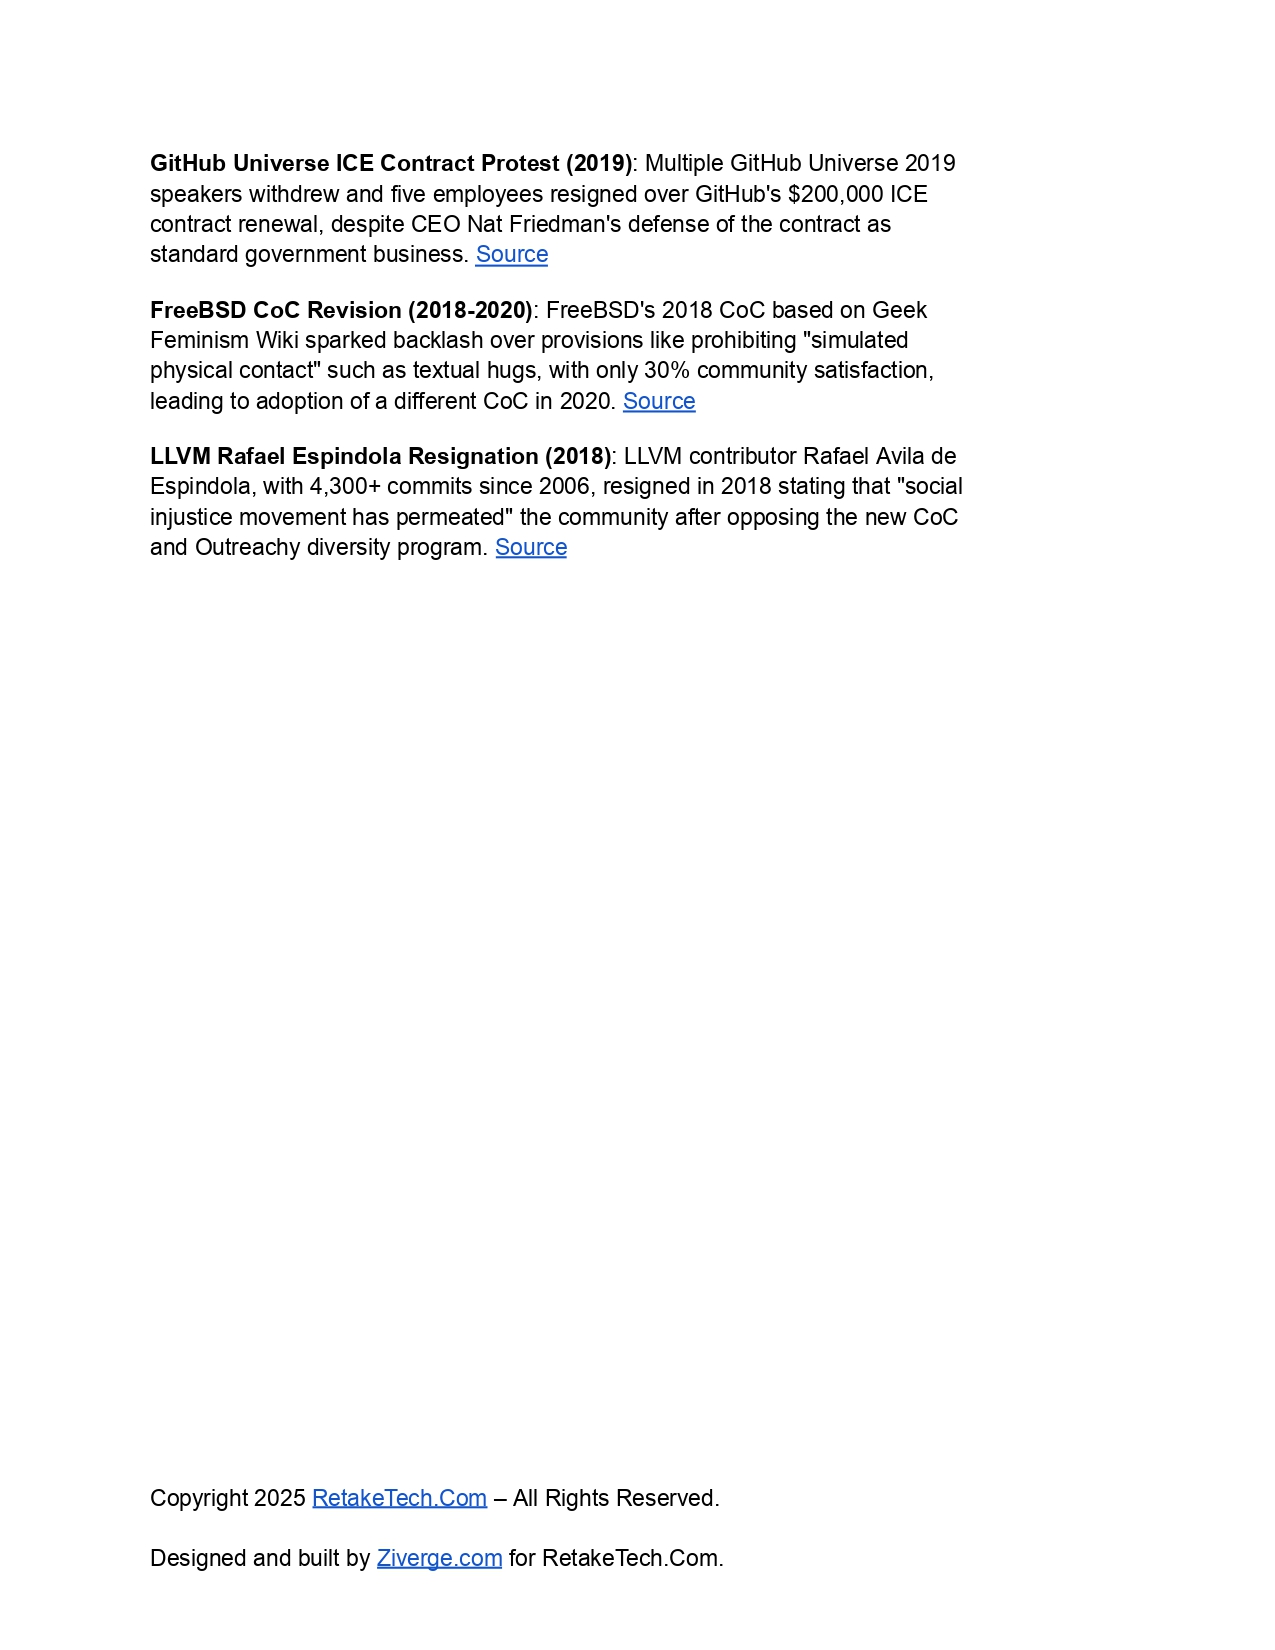 GitHub Universe ICE Contract Protest (2019): Multiple GitHub Universe 2019
speakers withdrew and five employees resigned over GitHub's $200,000 ICE
contract renewal, despite CEO Nat Friedman's defense of the contract as
standard government business. Source
FreeBSD CoC Revision (2018-2020): FreeBSD's 2018 CoC based on Geek
Feminism Wiki sparked backlash over provisions like prohibiting "simulated
physical contact" such as textual hugs, with only 30% community satisfaction,
leading to adoption of a different CoC in 2020. Source
LLVM Rafael Espindola Resignation (2018): LLVM contributor Rafael Avila de
Espindola, with 4,300+ commits since 2006, resigned in 2018 stating that "social
injustice movement has permeated" the community after opposing the new CoC
and Outreachy diversity program. Source
Copyright 2025 RetakeTech.Com – All Rights Reserved.
Designed and built by Ziverge.com for RetakeTech.Com.